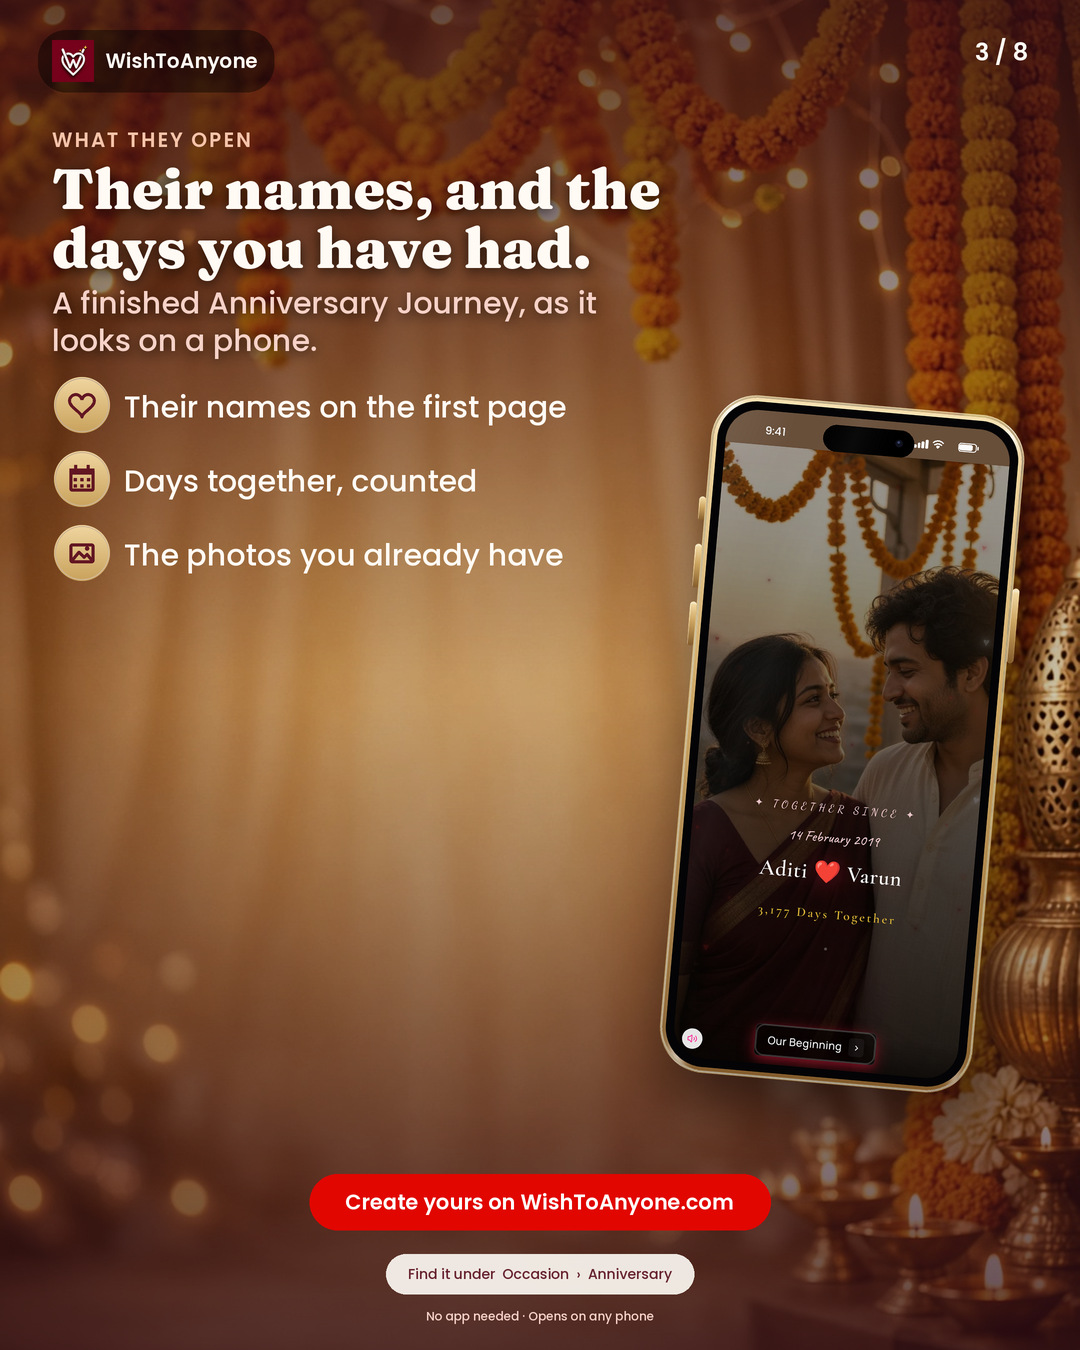 WishToAnyone
3 / 8
WHAT THEY OPEN
Their names, and the
days you have had.
A finished Anniversary Journey, as it
looks on a phone.
Their names on the first page
Days together, counted
The photos you already have
9:41
TOGETHER SINCE
14 February 2019
Aditi ❤️ Varun
3,177 Days Together
Our Beginning ›
Create yours on WishToAnyone.com
Find it under Occasion › Anniversary
No app needed · Opens on any phone